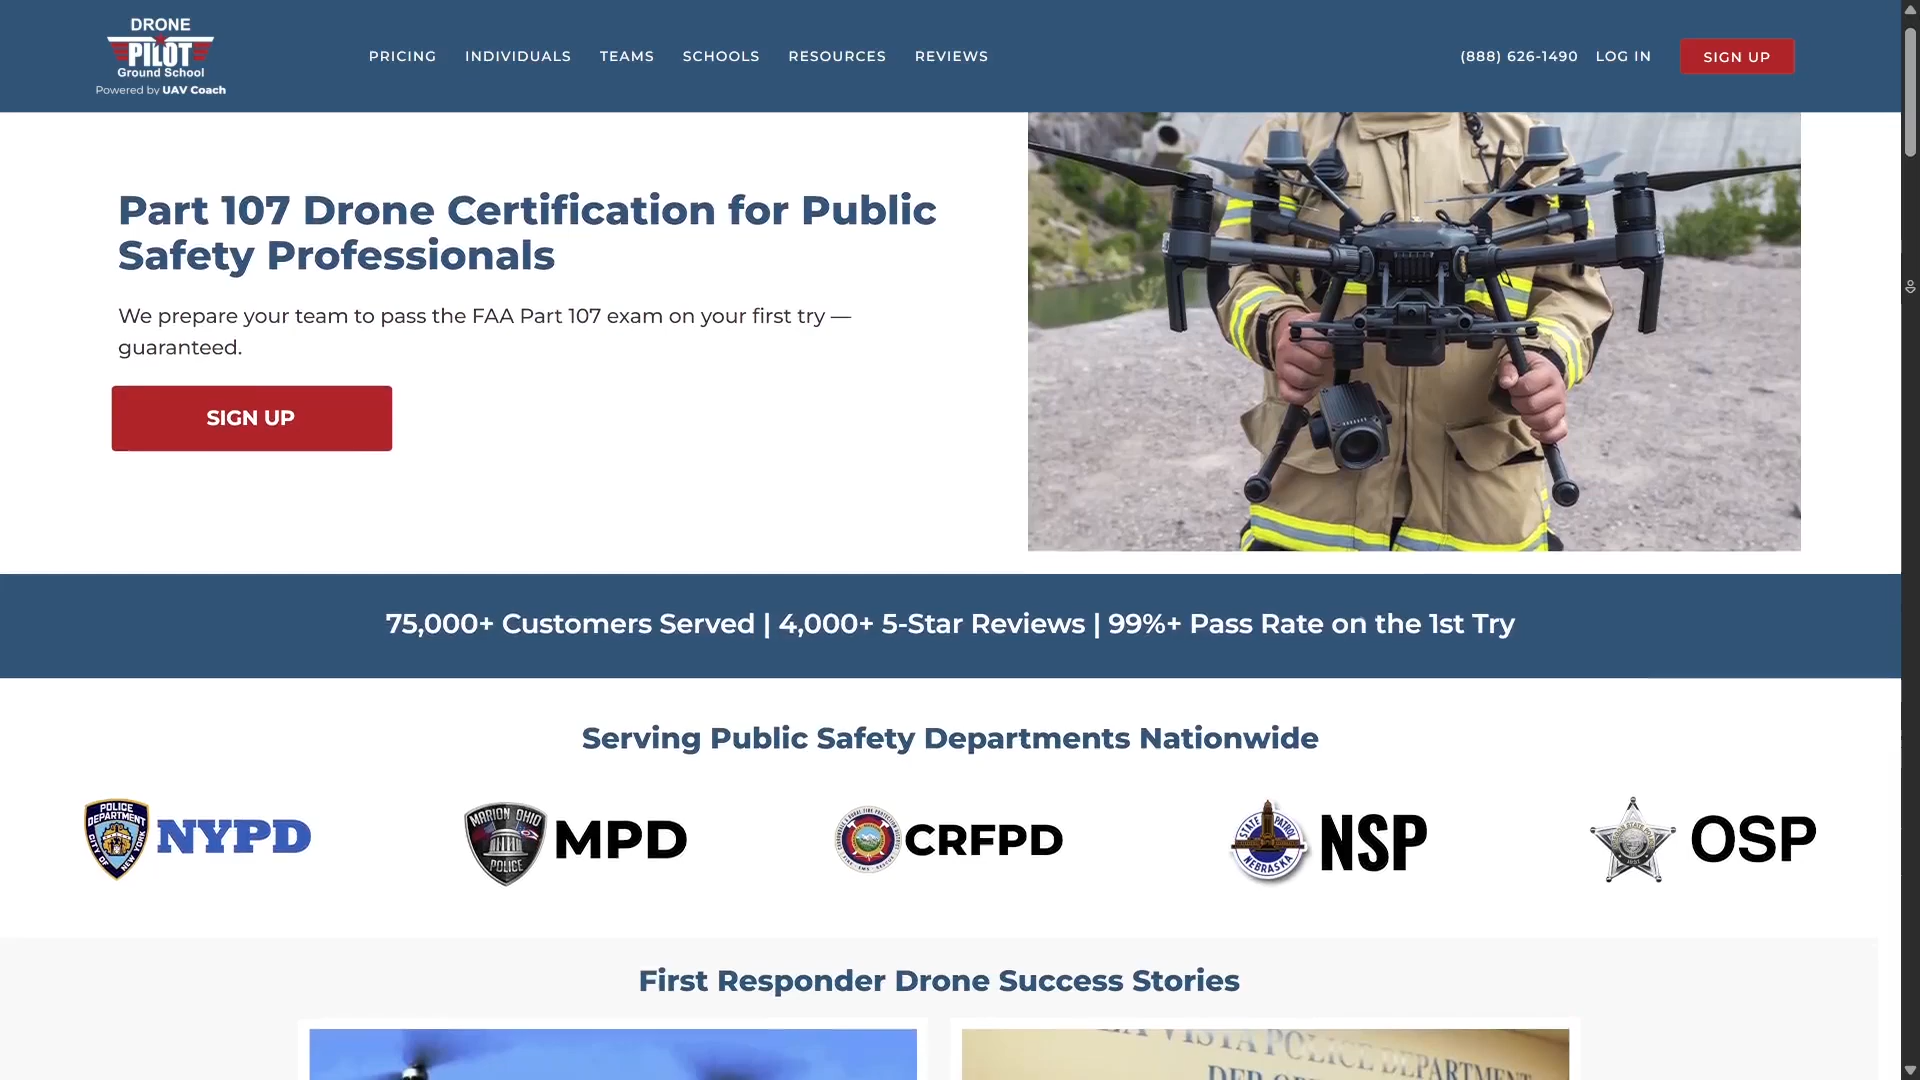 DRONE
PILOT
Ground School
Powered by UAV Coach
PRICING INDIVIDUALS TEAMS SCHOOLS RESOURCES REVIEWS
(888) 626-1490 LOG IN SIGN UP
Part 107 Drone Certification for Public
Safety Professionals
We prepare your team to pass the FAA Part 107 exam on your first try —
guaranteed.
SIGN UP
75,000+ Customers Served | 4,000+ 5-Star Reviews | 99%+ Pass Rate on the 1st Try
Serving Public Safety Departments Nationwide
POLICE
DEPARTMENT
CITY OF NEW YORK
NYPD
MARION OHIO
POLICE
MPD
CRFPD
STATE PATROL
NEBRASKA
NSP
OSP
First Responder Drone Success Stories
VISTA POLICE DEPARTMENT